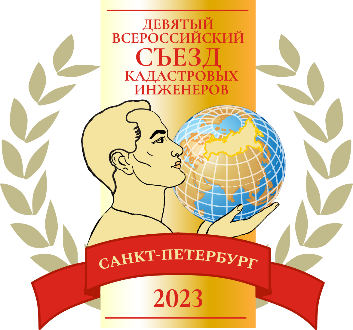 ДЕВЯТЫЙ
ВСЕРОССИЙСКИЙ
СЪЕЗД
КАДАСТРОВЫХ
ИНЖЕНЕРОВ
САНКТ-ПЕТЕРБУРГ
2023